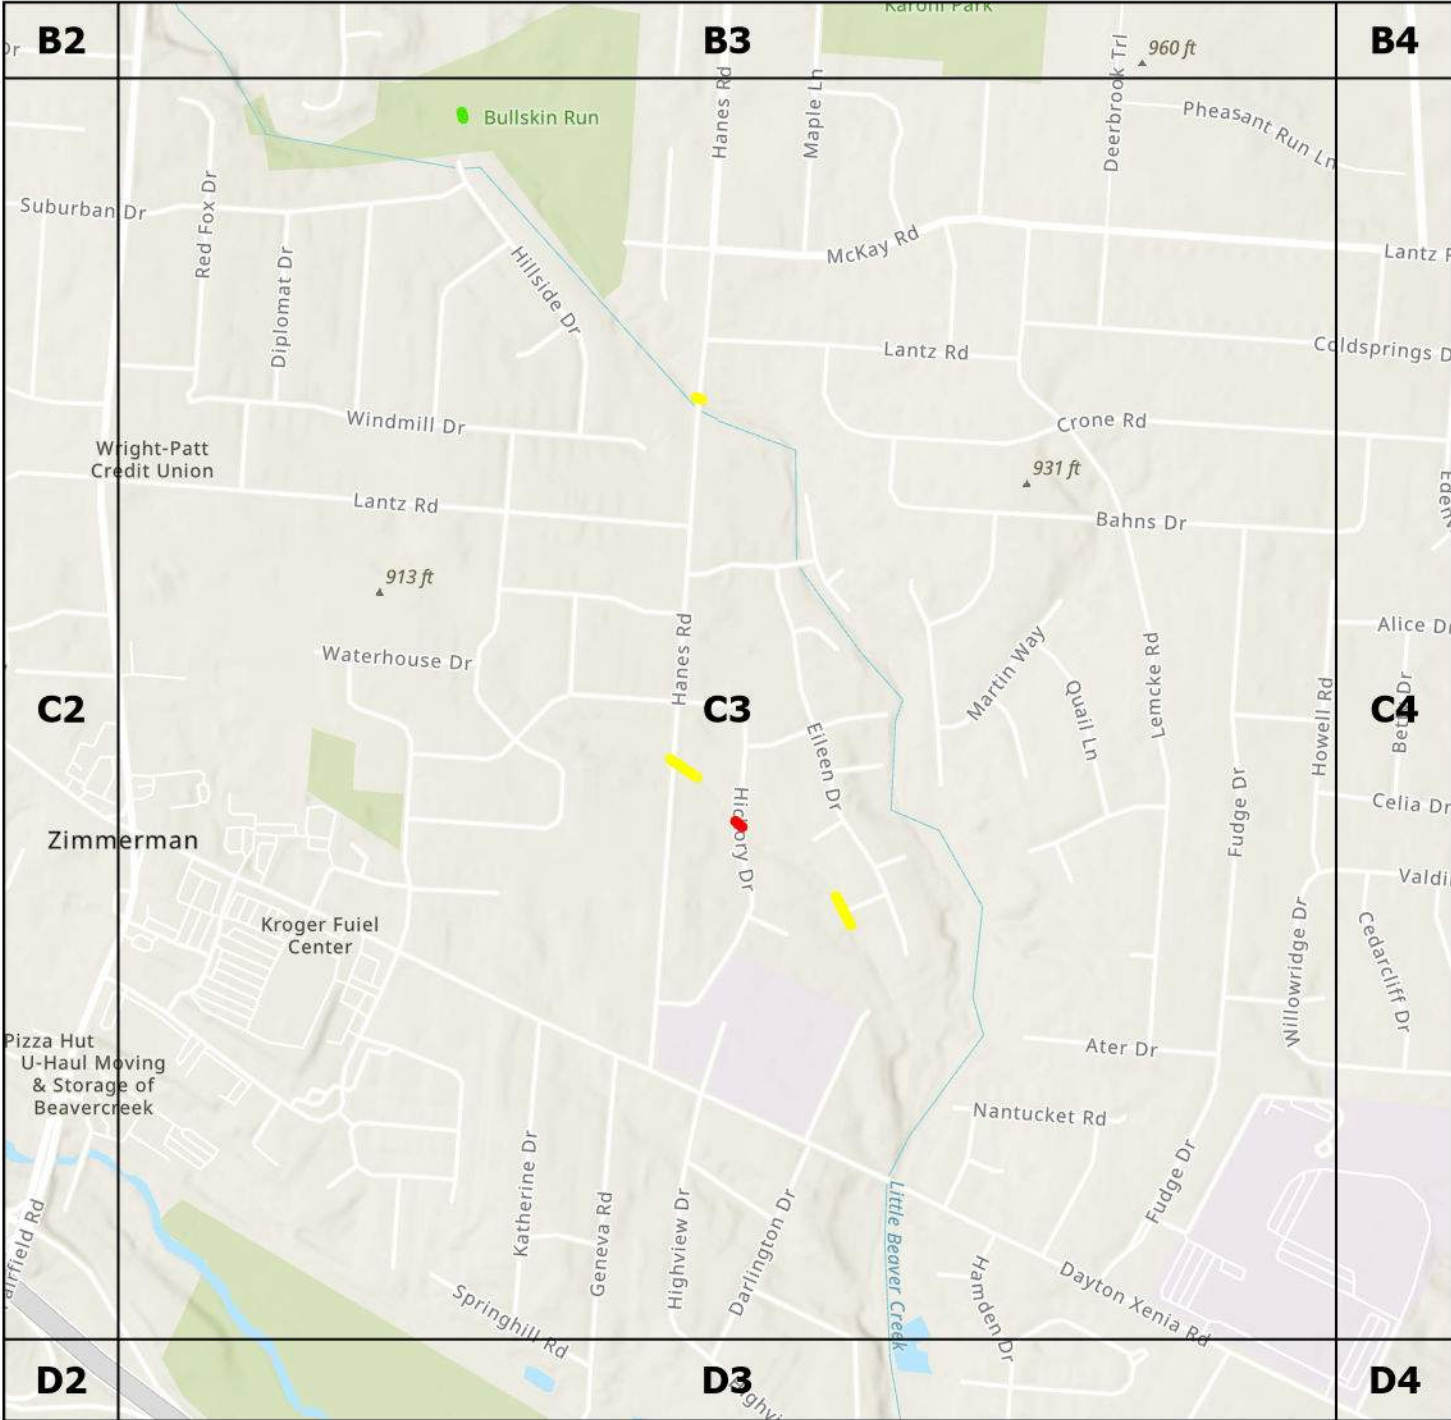 Karohi Park
B2
B3
B4
960 ft
Dr
Hanes Rd
Maple Ln
Deerbrook Trl
Pheasant Run Ln
Bullskin Run
Suburban Dr
Red Fox Dr
Diplomat Dr
Hillside Dr
McKay Rd
Lantz R
Lantz Rd
Coldsprings D
Windmill Dr
Crone Rd
Wright-Patt
Credit Union
931 ft
Lantz Rd
Bahns Dr
913 ft
Alice Dr
Waterhouse Dr
Hanes Rd
Martin Way
Lemcke Rd
Quail Ln
Howell Rd
C2
C3
C4
Eileen Dr
Hickory Dr
Fudge Dr
Celia Dr
Zimmerman
Valdi
Kroger Fuiel
Center
Willowridge Dr
Cedarcliff Dr
Pizza Hut
U-Haul Moving
& Storage of
Beavercreek
Ater Dr
Nantucket Rd
Katherine Dr
Geneva Rd
Highview Dr
Darlington Dr
Fudge Dr
Little Beaver Creek
Fairfield Rd
Springhill Rd
Hamden Dr
Dayton Xenia Rd
D2
D3
D4